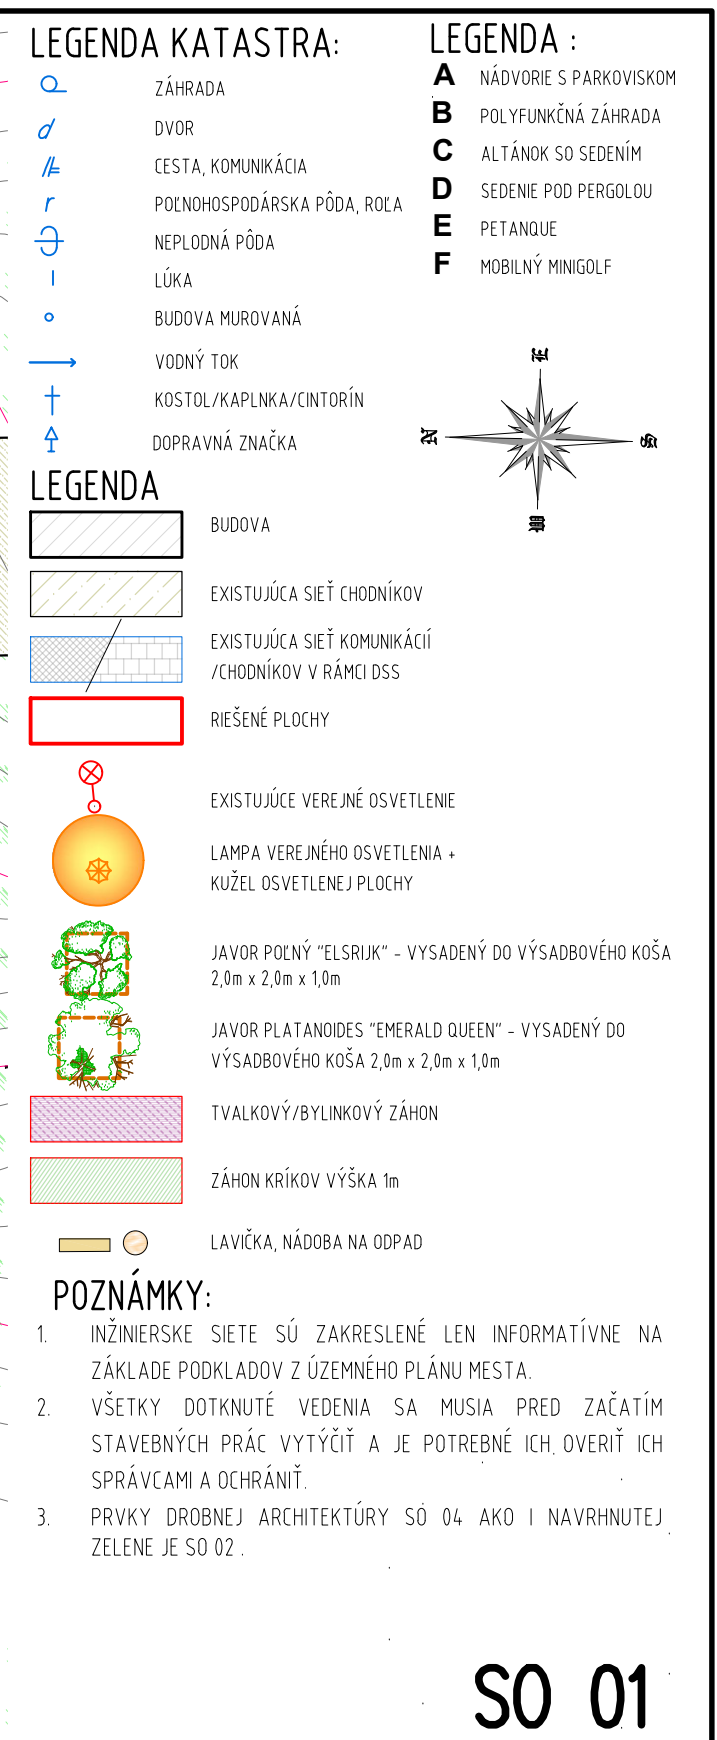 LEGENDA KATASTRA:
ZÁHRADA
DVOR
CESTA, KOMUNIKÁCIA
r
POĽNOHOSPODÁRSKA PÔDA, ROĽA
NEPLODNÁ PÔDA
LÚKA
BUDOVA MUROVANÁ
VODNÝ TOK
KOSTOL/KAPLNKA/CINTORÍN
DOPRAVNÁ ZNAČKA
LEGENDA :
A NÁDVORIE S PARKOVISKOM
B POLYFUNKČNÁ ZÁHRADA
C ALTÁNOK SO SEDENÍM
D SEDENIE POD PERGOLOU
E PETANQUE
F MOBILNÝ MINIGOLF
LEGENDA
BUDOVA
EXISTUJÚCA SIEŤ CHODNÍKOV
EXISTUJÚCA SIEŤ KOMUNIKÁCIÍ
/CHODNÍKOV V RÁMCI DSS
RIEŠENÉ PLOCHY
EXISTUJÚCE VEREJNÉ OSVETLENIE
LAMPA VEREJNÉHO OSVETLENIA +
KUŽEL OSVETLENEJ PLOCHY
JAVOR POĽNÝ "ELSRIJK" - VYSADENÝ DO VÝSADBOVÉHO KOŠA
2,0m x 2,0m x 1,0m
JAVOR PLATANOIDES "EMERALD QUEEN" - VYSADENÝ DO
VÝSADBOVÉHO KOŠA 2,0m x 2,0m x 1,0m
TVALKOVÝ/BYLINKOVÝ ZÁHON
ZÁHON KRÍKOV VÝŠKA 1m
LAVIČKA, NÁDOBA NA ODPAD
POZNÁMKY:
1. INŽINIERSKE SIETE SÚ ZAKRESLENÉ LEN INFORMATÍVNE NA
ZÁKLADE PODKLADOV Z ÚZEMNÉHO PLÁNU MESTA.
2. VŠETKY DOTKNUTÉ VEDENIA SA MUSIA PRED ZAČATÍM
STAVEBNÝCH PRÁC VYTÝČIŤ A JE POTREBNÉ ICH OVERIŤ ICH
SPRÁVCAMI A OCHRÁNIŤ.
3. PRVKY DROBNEJ ARCHITEKTÚRY SO 04 AKO I NAVRHNUTEJ
ZELENE JE SO 02 .
SO 01